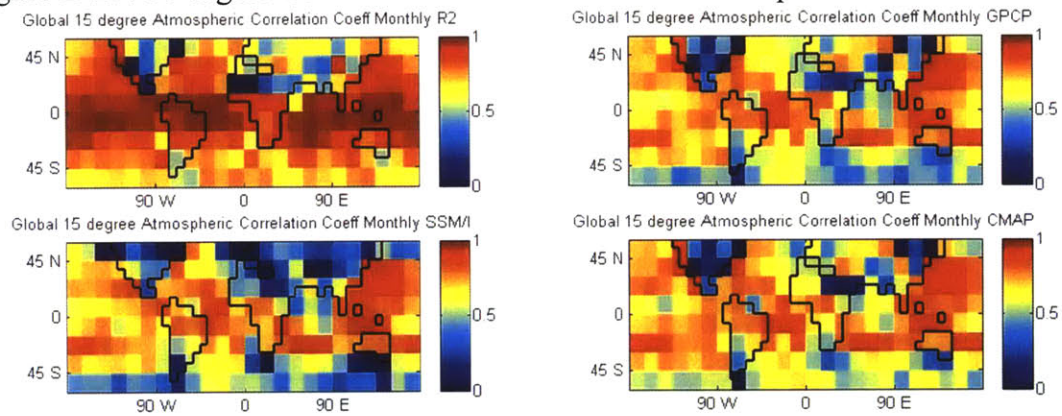 Global 15 degree Atmospheric Correlation Coeff Monthly R2
45 N
0
45 S
90 W 0 90 E
1
0.5
0
Global 15 degree Atmospheric Correlation Coeff Monthly GPCP
45 N
0
45 S
90 W 0 90 E
1
0.5
0
Global 15 degree Atmospheric Correlation Coeff Monthly SSM/I
45 N
0
45 S
90 W 0 90 E
1
0.5
0
Global 15 degree Atmospheric Correlation Coeff Monthly CMAP
45 N
0
45 S
90 W 0 90 E
1
0.5
0